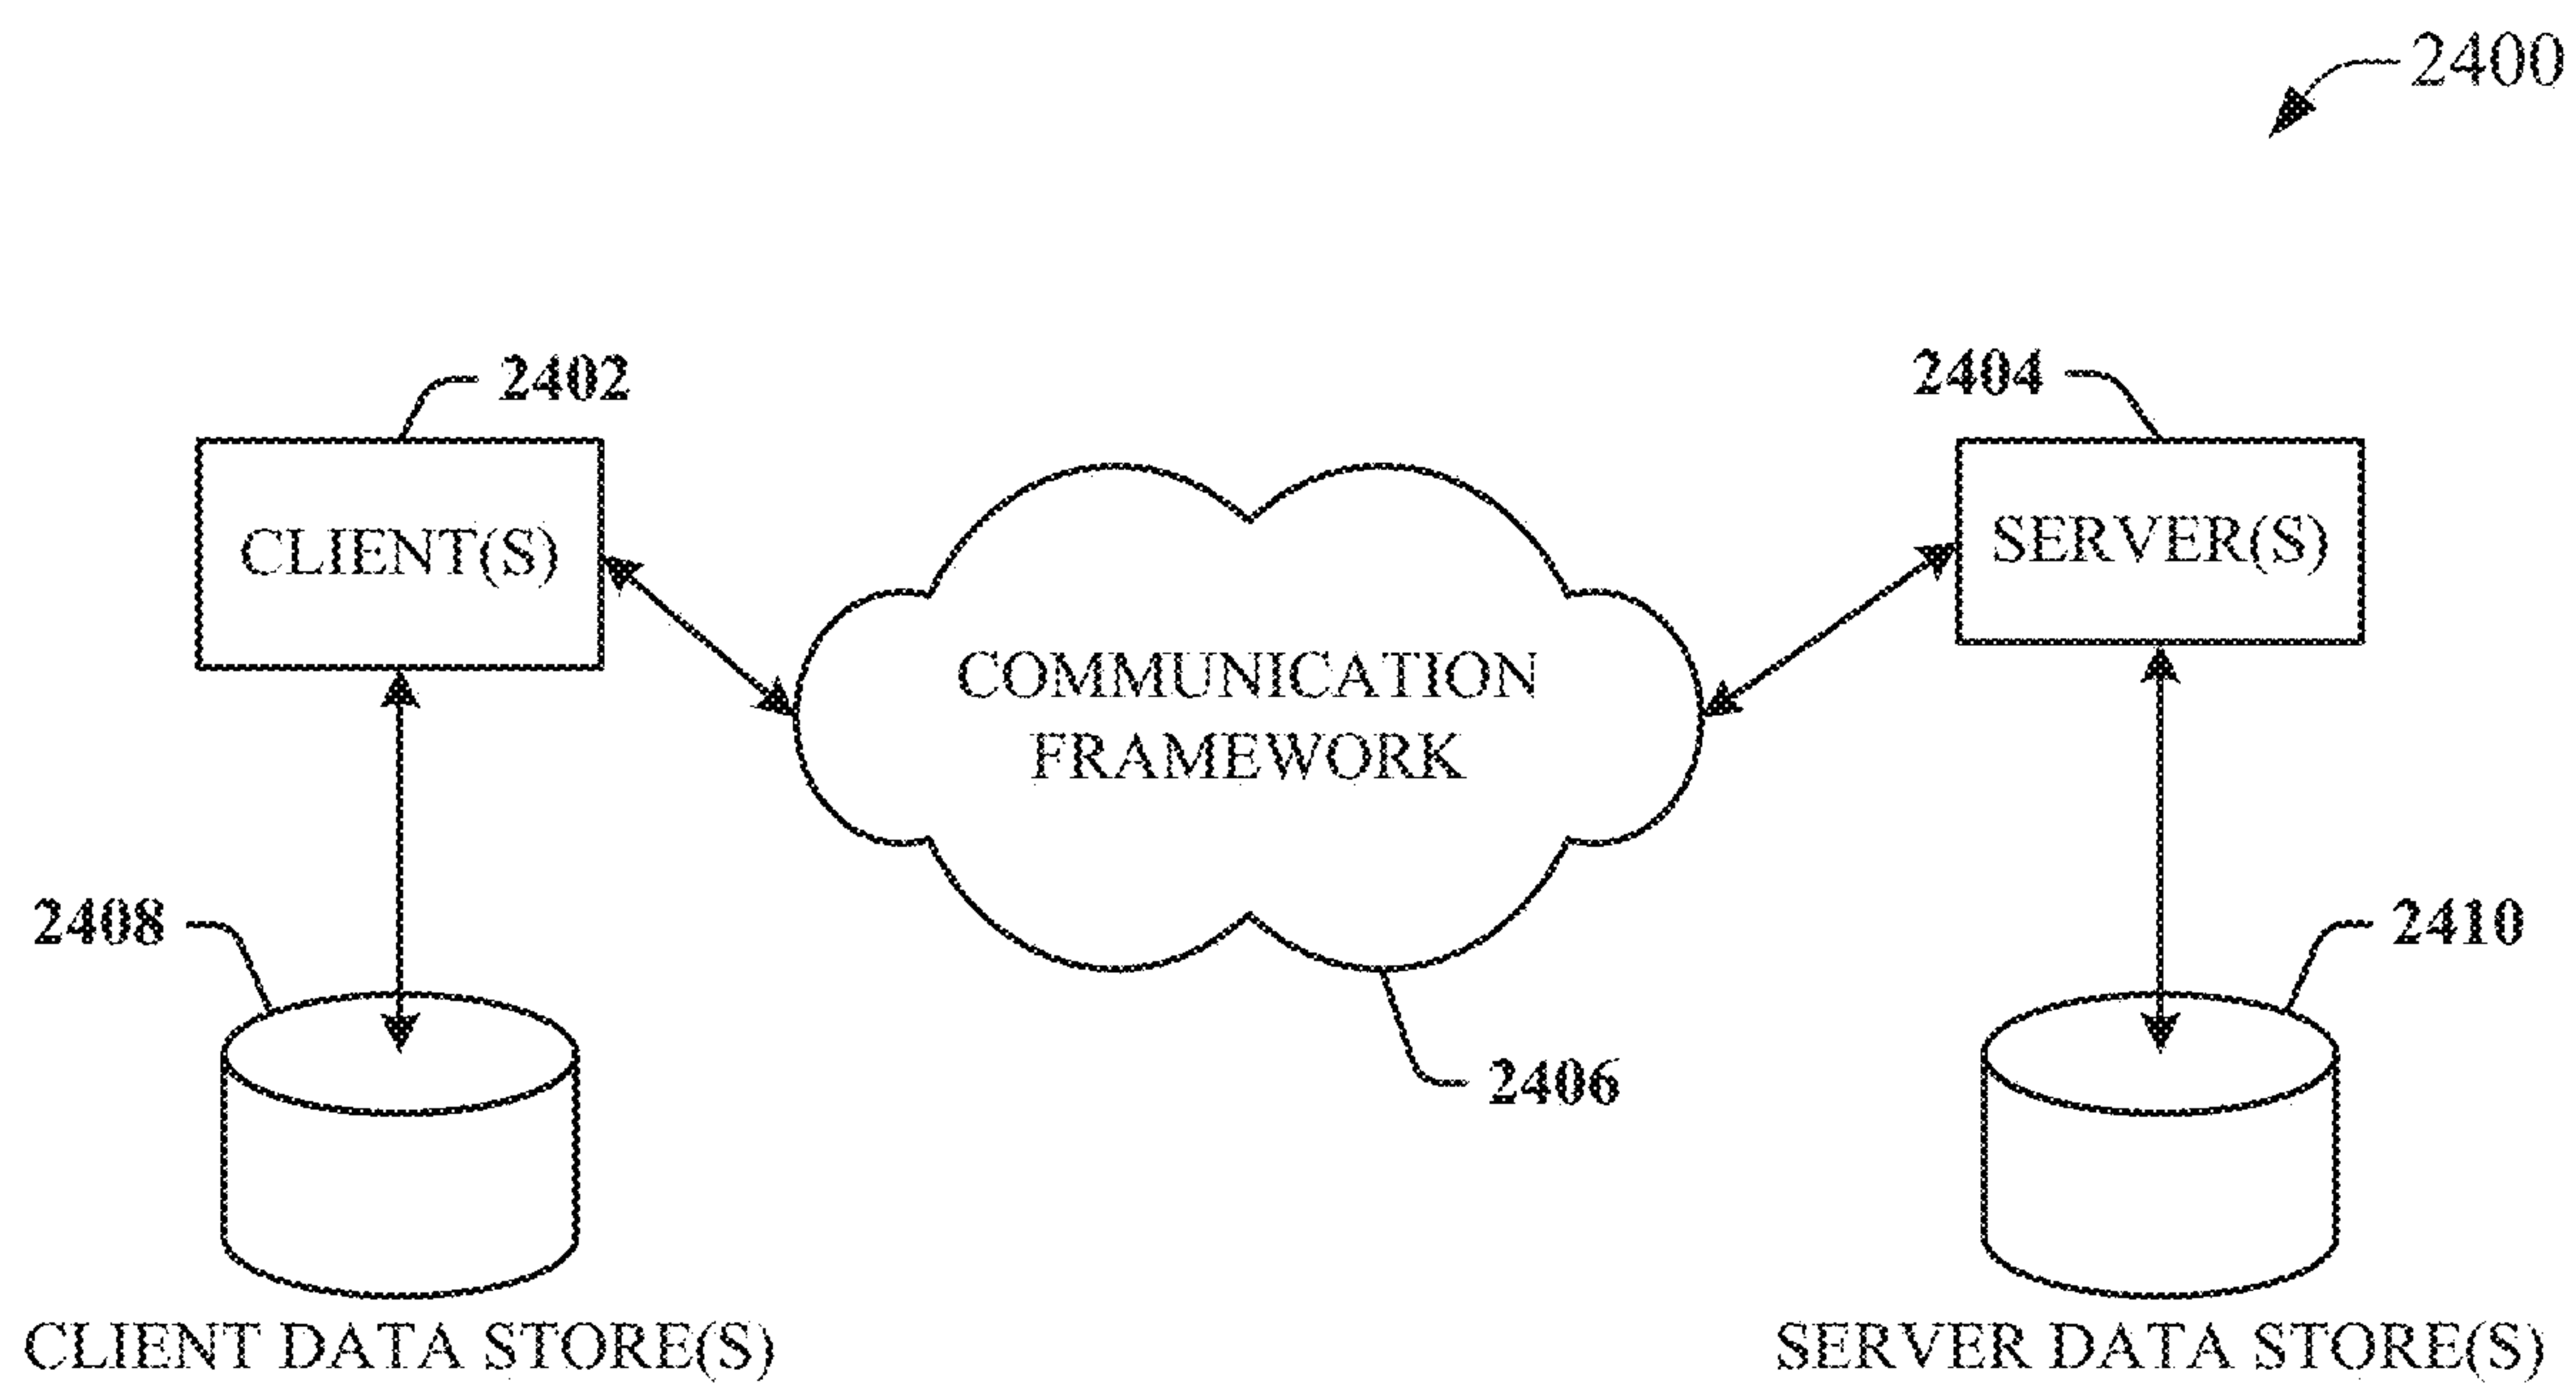 2400
2402
2404
CLIENT(S)
SERVER(S)
COMMUNICATION
FRAMEWORK
2408
2410
2406
CLIENT DATA STORE(S)
SERVER DATA STORE(S)